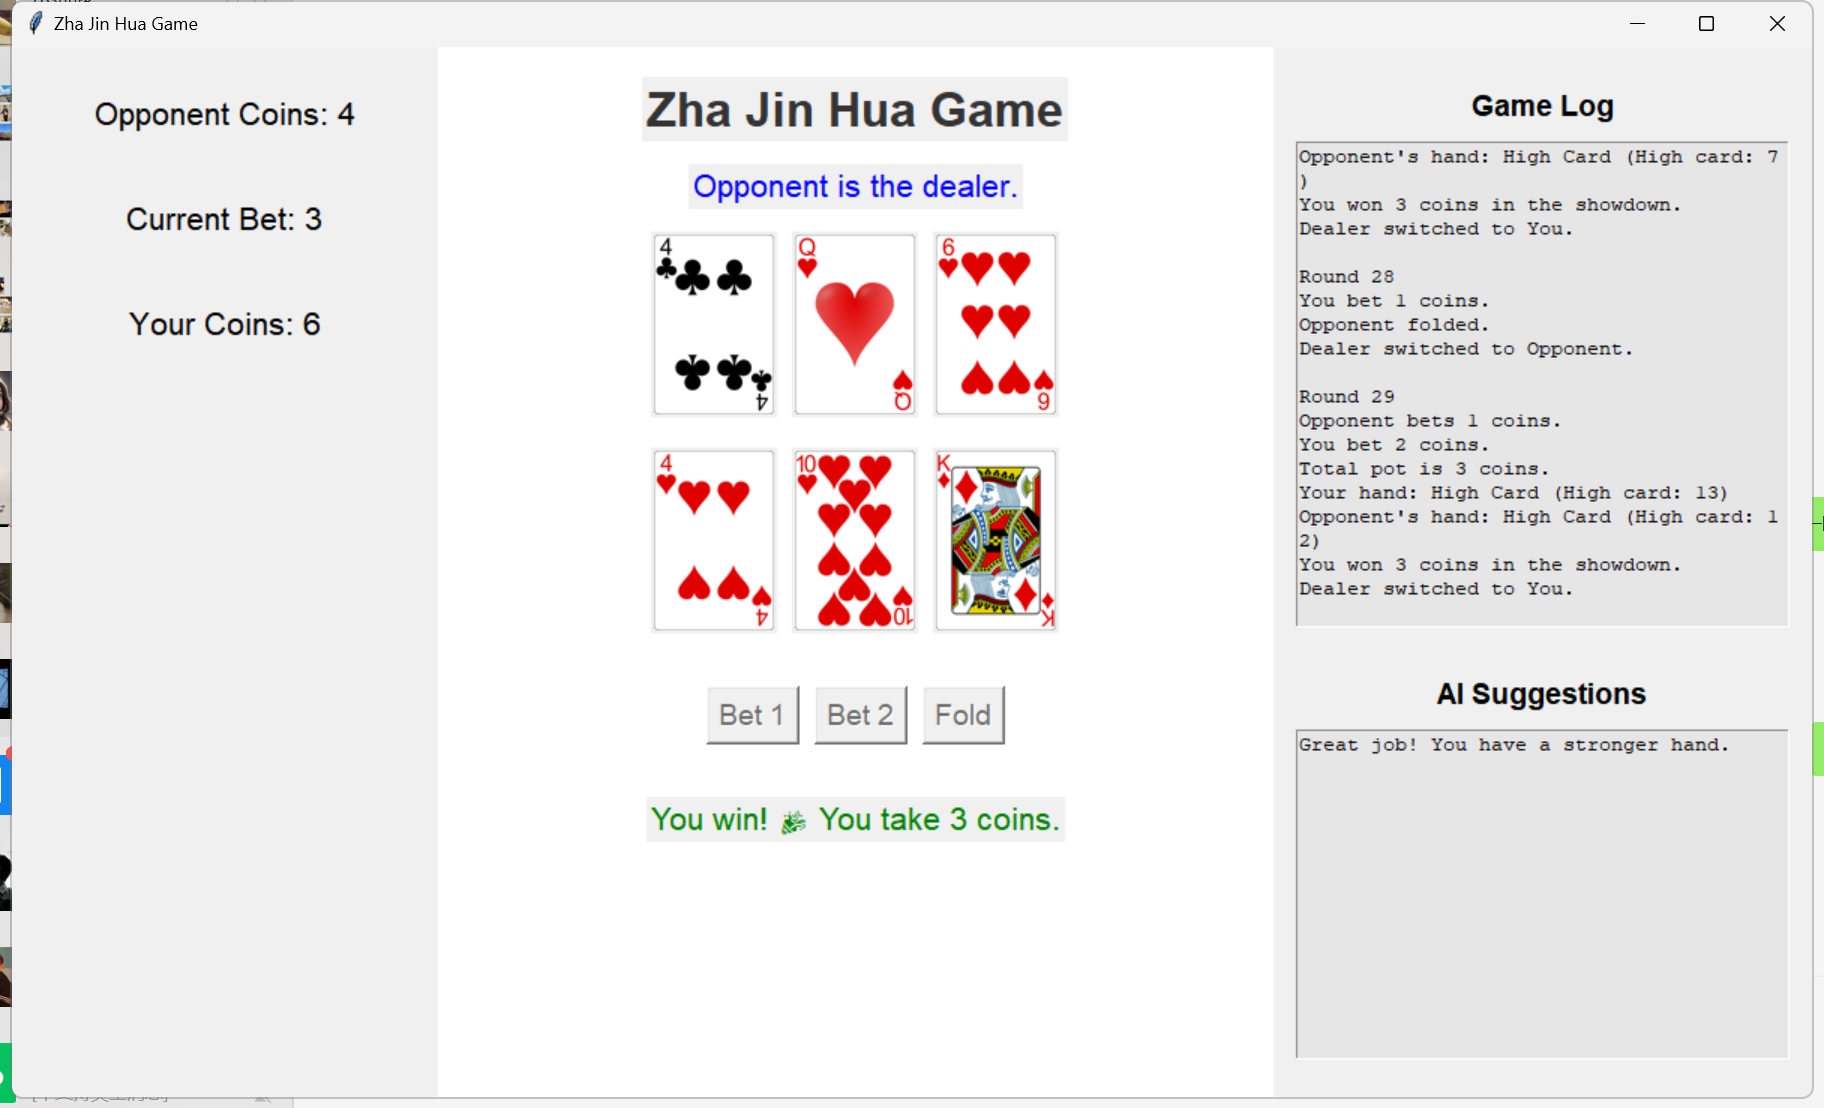 Zha Jin Hua Game
Opponent Coins: 4
Current Bet: 3
Your Coins: 6
Zha Jin Hua Game
Opponent is the dealer.
4
4
Q
Q
6
6
4
4
10
10
K
K
Bet 1
Bet 2
Fold
You win! 🎉 You take 3 coins.
Game Log
Opponent's hand: High Card (High card: 7
)
You won 3 coins in the showdown.
Dealer switched to You.
Round 28
You bet 1 coins.
Opponent folded.
Dealer switched to Opponent.
Round 29
Opponent bets 1 coins.
You bet 2 coins.
Total pot is 3 coins.
Your hand: High Card (High card: 13)
Opponent's hand: High Card (High card: 1
2)
You won 3 coins in the showdown.
Dealer switched to You.
AI Suggestions
Great job! You have a stronger hand.